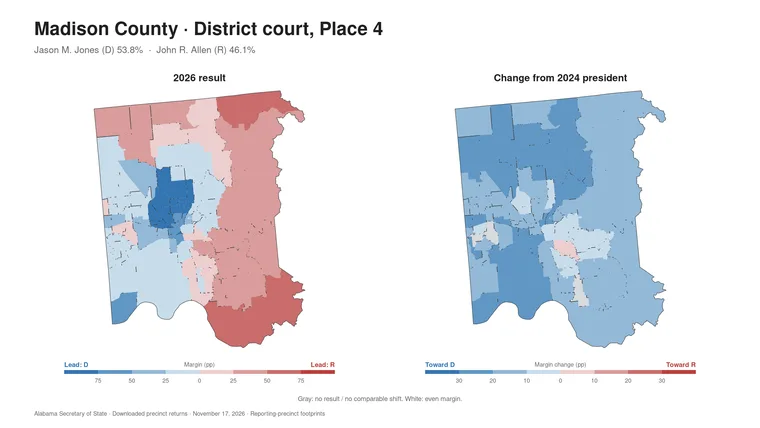 Madison County · District court, Place 4
Jason M. Jones (D) 53.8%  ·  John R. Allen (R) 46.1%
2026 result
Change from 2024 president
Lead: D
Margin (pp)
Lead: R
75 50 25 0 25 50 75
Toward D
Margin change (pp)
Toward R
30 20 10 0 10 20 30
Gray: no result / no comparable shift. White: even margin.
Alabama Secretary of State · Downloaded precinct returns · November 17, 2026 · Reporting-precinct footprints